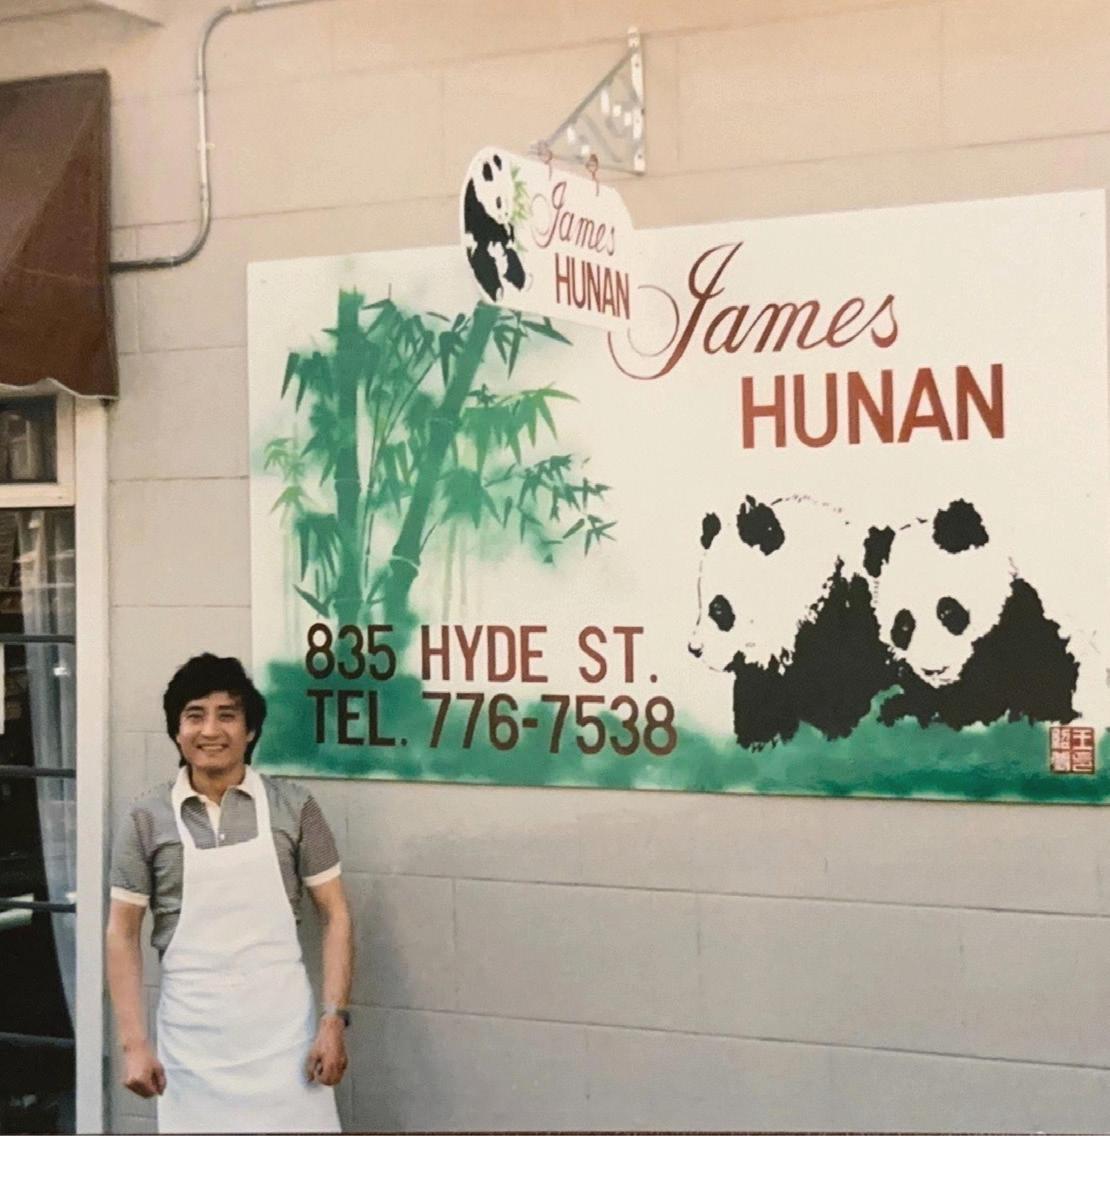 James
HUNAN
James
HUNAN
835 HYDE ST.
TEL. 776-7538